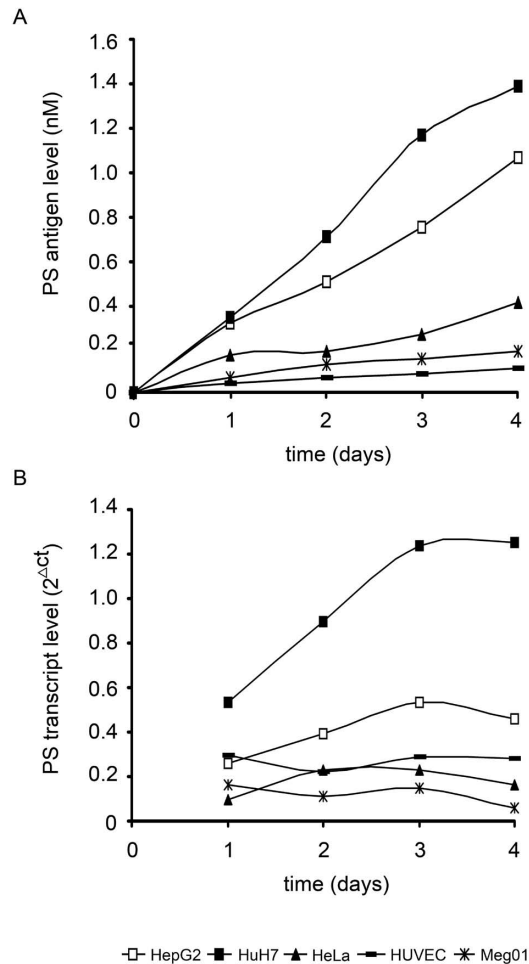 A
PS antigen level (nM)
1.6
1.4
1.2
1.0
0.8
0.6
0.4
0.2
0
0 1 2 3 4
time (days)
B
PS transcript level (2^Δct)
1.4
1.2
1.0
0.8
0.6
0.4
0.2
0
0 1 2 3 4
time (days)
HepG2 HuH7 HeLa HUVEC Meg01